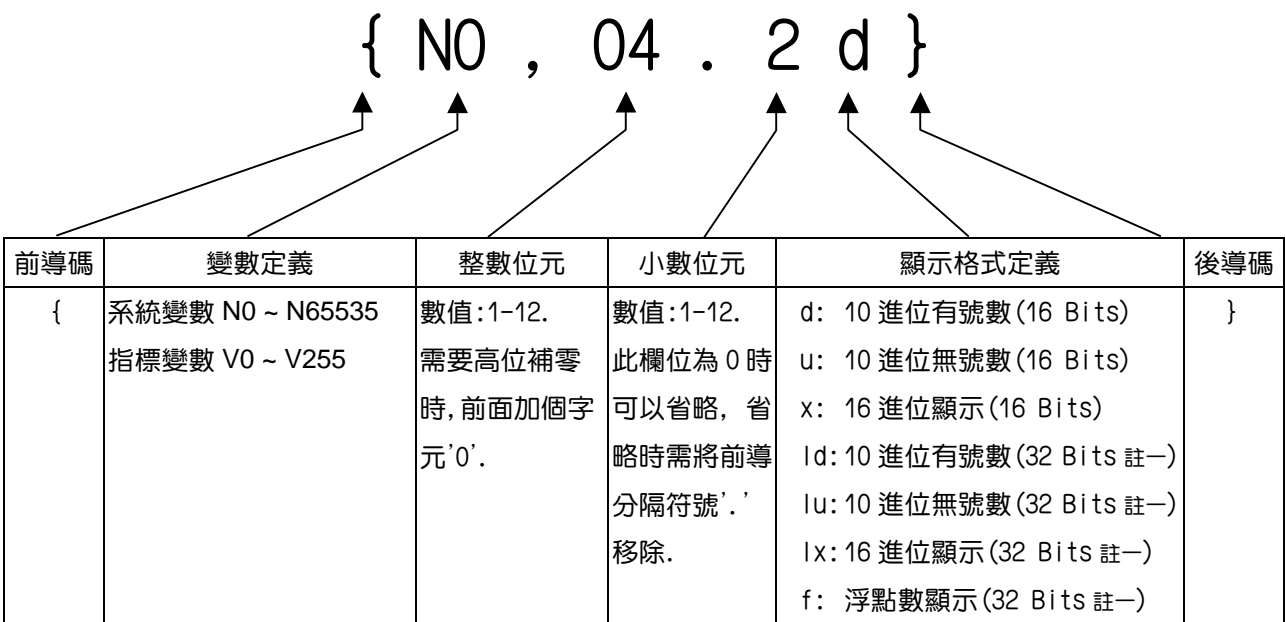 { N0 , 04 . 2 d }
前導碼 變數定義 整數位元 小數位元 顯示格式定義 後導碼
{
系統變數 N0 ~ N65535
指標變數 V0 ~ V255
數值:1-12.
需要高位補零
時,前面加個字
元'0'.
數值:1-12.
此欄位為 0 時
可以省略, 省
略時需將前導
分隔符號'.'
移除.
d: 10 進位有號數(16 Bits)
u: 10 進位無號數(16 Bits)
x: 16 進位顯示(16 Bits)
ld:10 進位有號數(32 Bits 註一)
lu:10 進位無號數(32 Bits 註一)
lx:16 進位顯示(32 Bits 註一)
f: 浮點數顯示(32 Bits 註一)
}